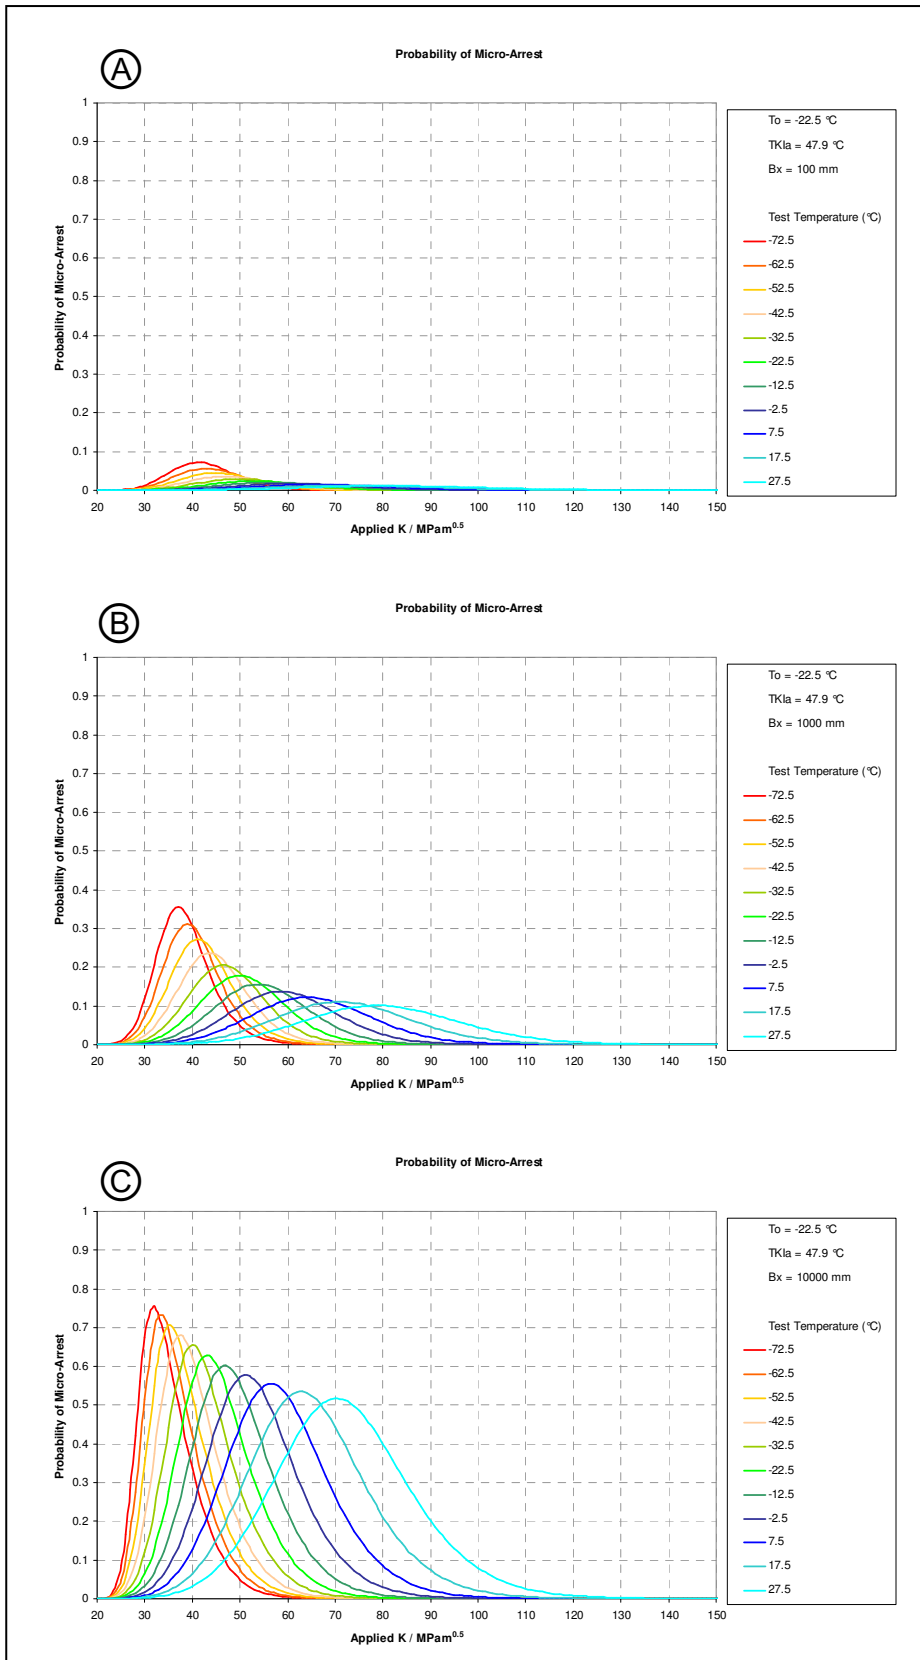 A
Probability of Micro-Arrest
1
0.9
0.8
0.7
0.6
0.5
0.4
0.3
0.2
0.1
0
Probability of Micro-Arrest
20 30 40 50 60 70 80 90 100 110 120 130 140 150
Applied K / MPam^0.5
To = -22.5 °C
TKIa = 47.9 °C
Bx = 100 mm
Test Temperature (°C)
-72.5
-62.5
-52.5
-42.5
-32.5
-22.5
-12.5
-2.5
7.5
17.5
27.5
B
Probability of Micro-Arrest
1
0.9
0.8
0.7
0.6
0.5
0.4
0.3
0.2
0.1
0
Probability of Micro-Arrest
20 30 40 50 60 70 80 90 100 110 120 130 140 150
Applied K / MPam^0.5
To = -22.5 °C
TKIa = 47.9 °C
Bx = 1000 mm
Test Temperature (°C)
-72.5
-62.5
-52.5
-42.5
-32.5
-22.5
-12.5
-2.5
7.5
17.5
27.5
C
Probability of Micro-Arrest
1
0.9
0.8
0.7
0.6
0.5
0.4
0.3
0.2
0.1
0
Probability of Micro-Arrest
20 30 40 50 60 70 80 90 100 110 120 130 140 150
Applied K / MPam^0.5
To = -22.5 °C
TKIa = 47.9 °C
Bx = 10000 mm
Test Temperature (°C)
-72.5
-62.5
-52.5
-42.5
-32.5
-22.5
-12.5
-2.5
7.5
17.5
27.5